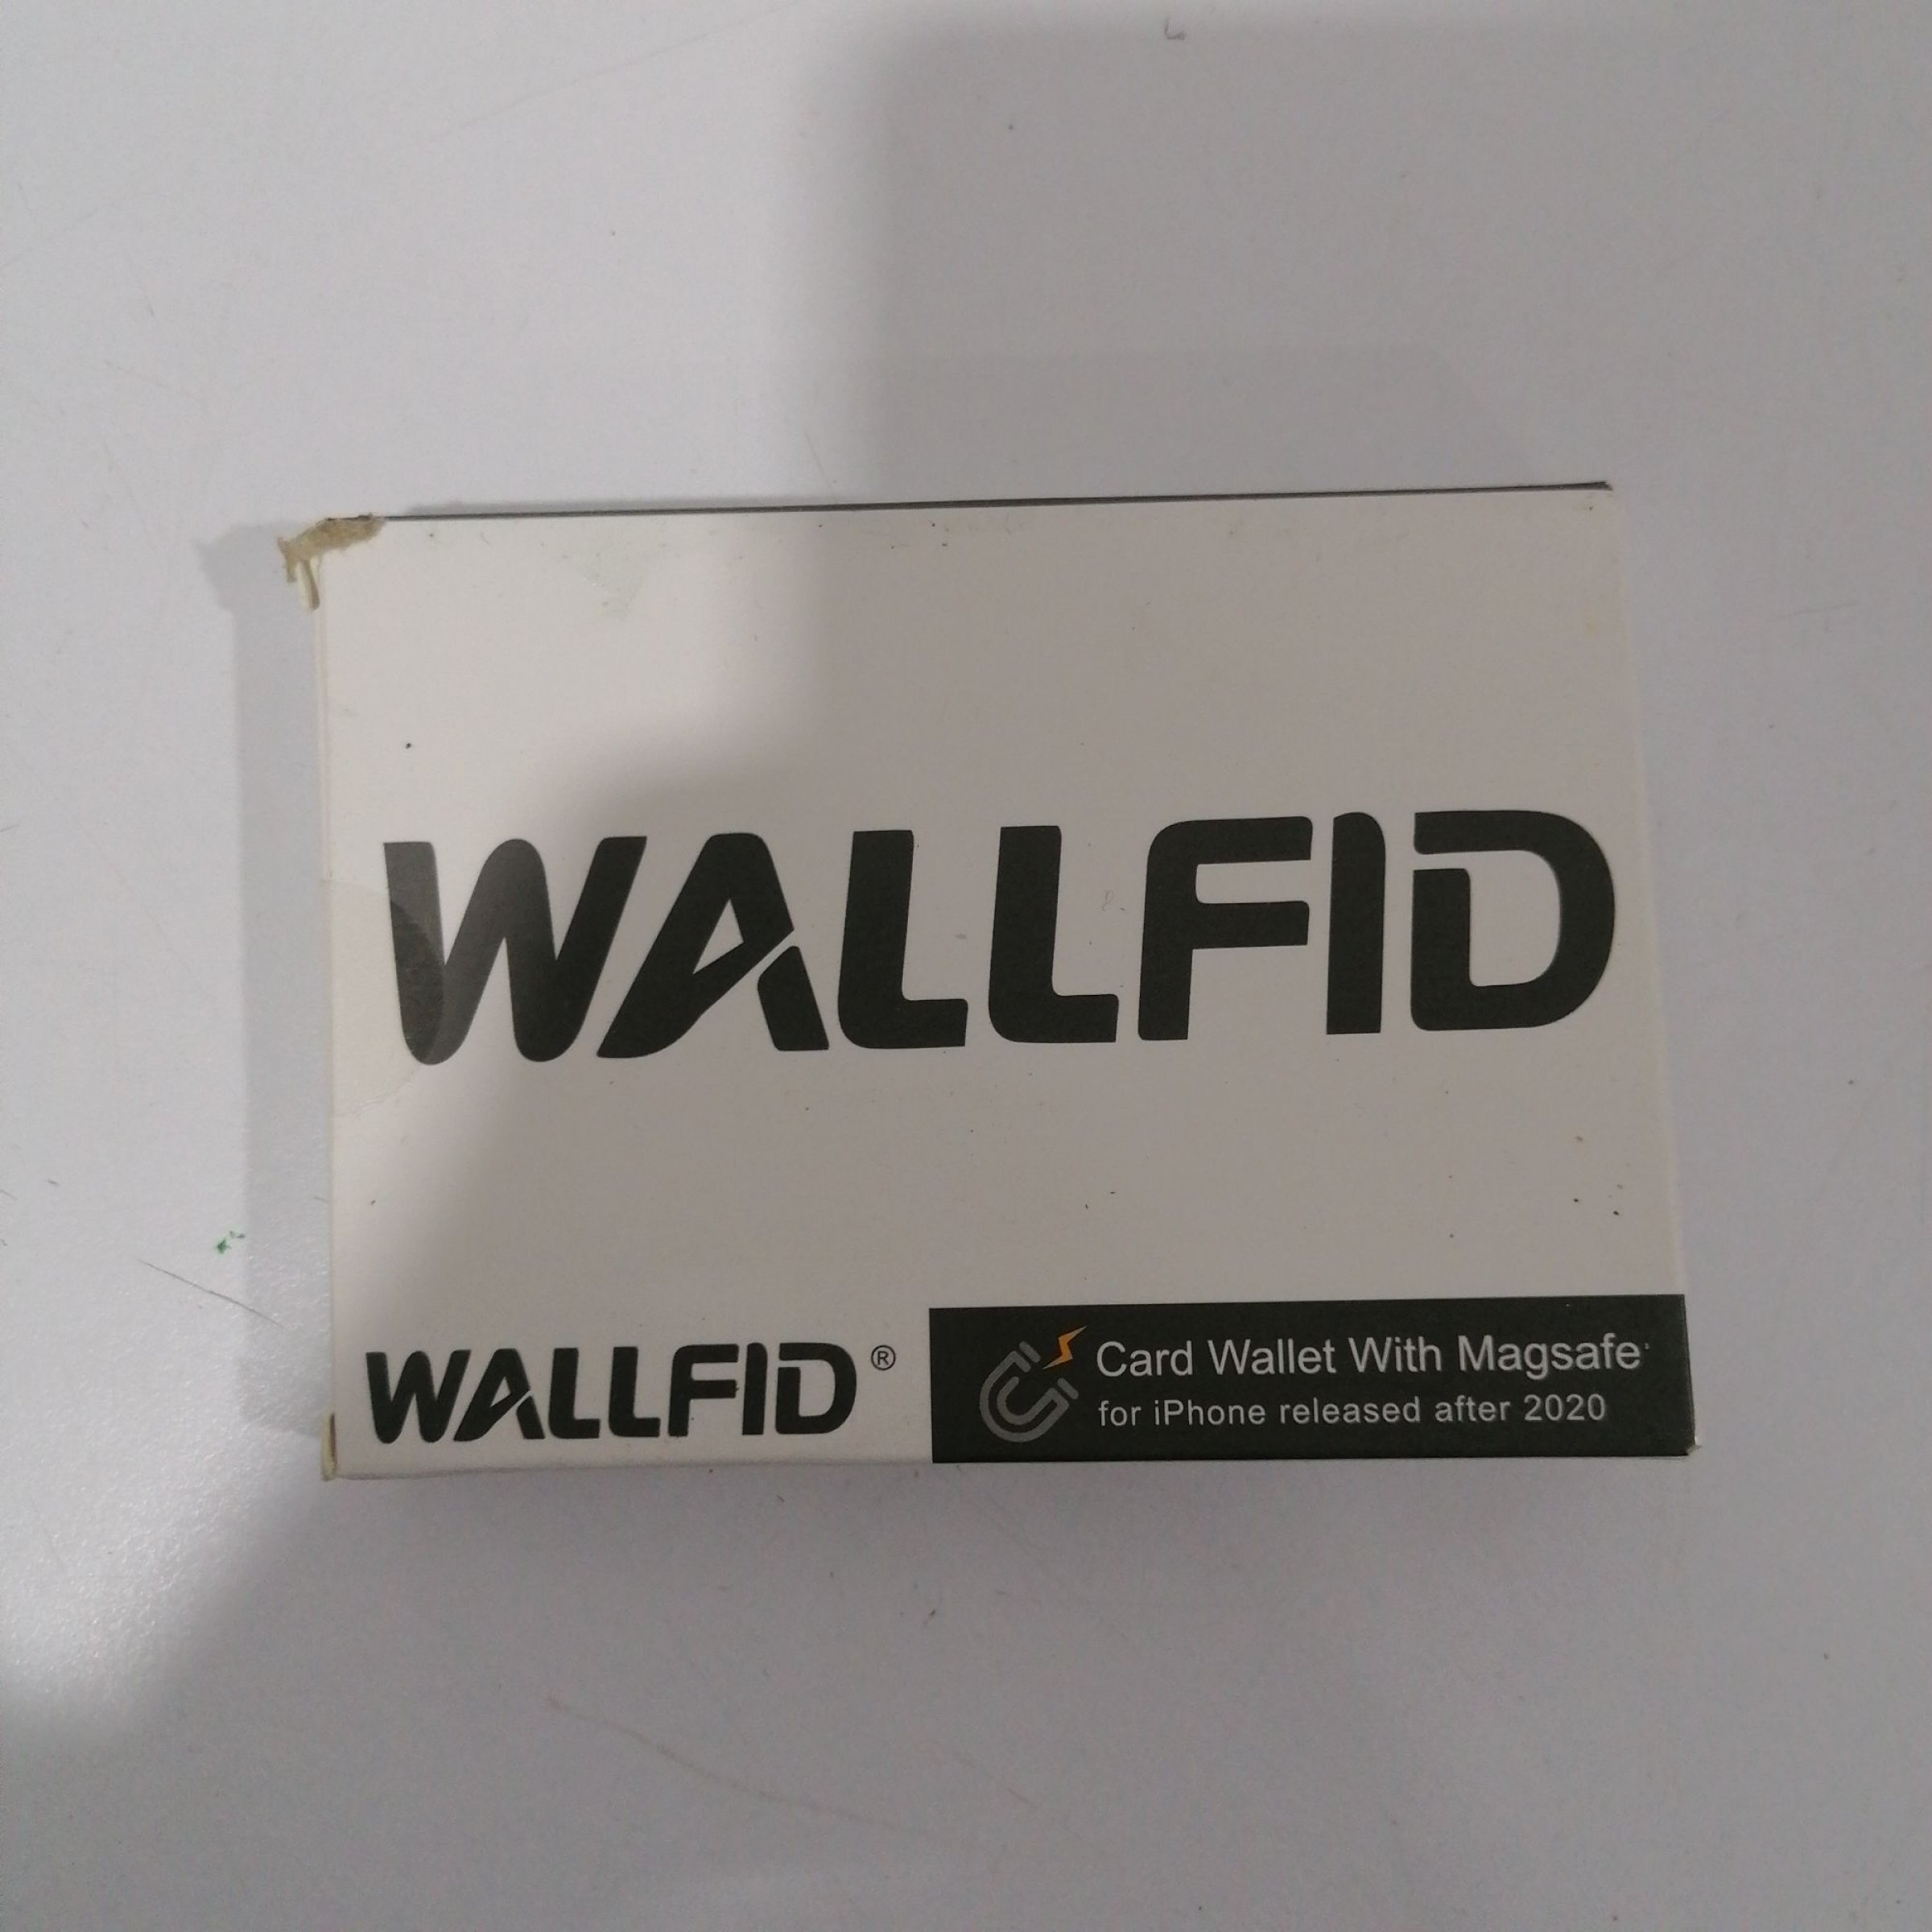 WALLFID
WALLFID®
Card Wallet With Magsafe
for iPhone released after 2020